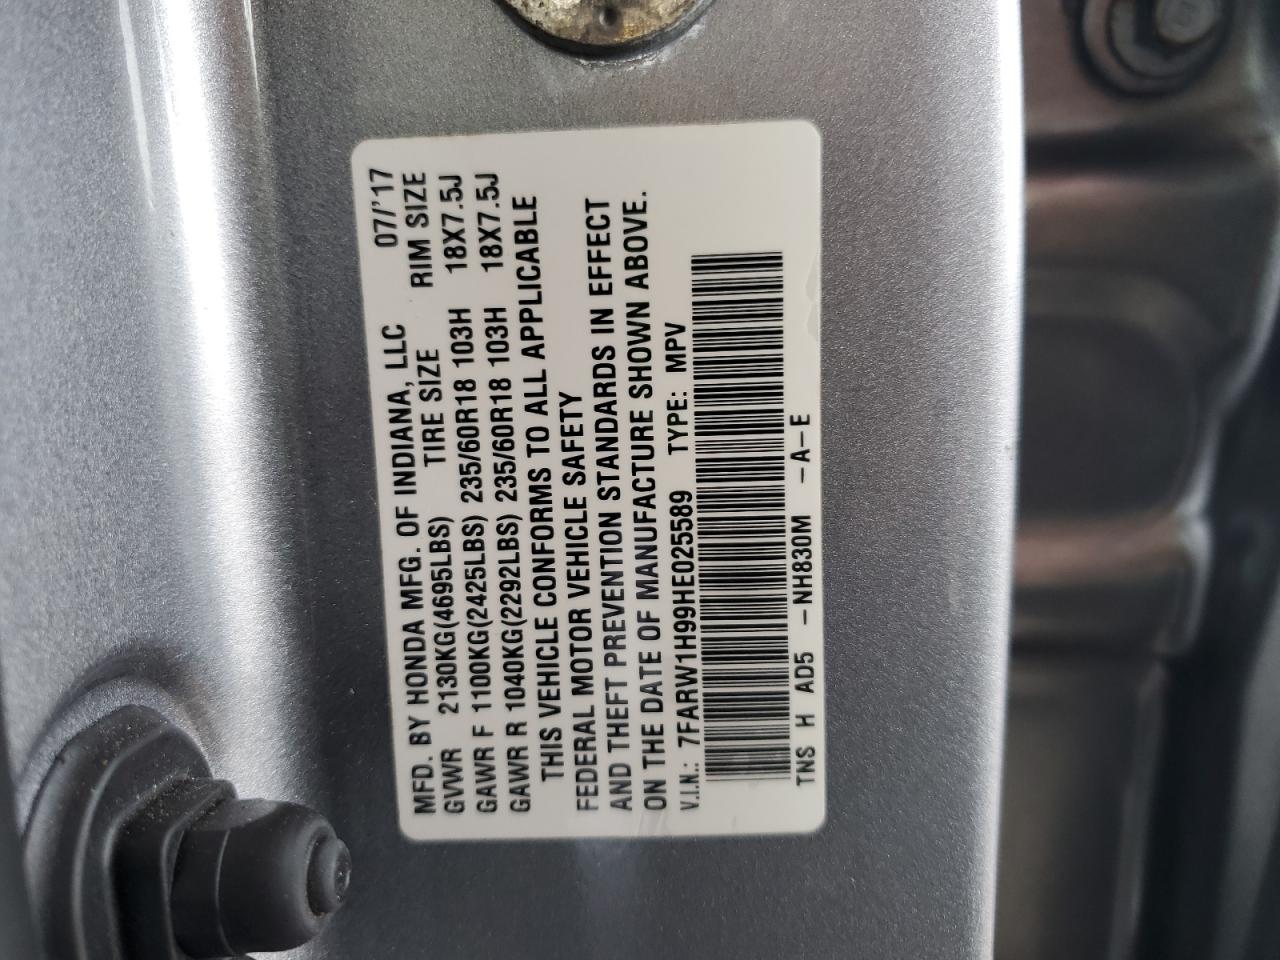 MFD. BY HONDA MFG. OF INDIANA, LLC 07/'17
GVWR 2130KG(4695LBS) TIRE SIZE RIM SIZE
GAWR F 1100KG(2425LBS) 235/60R18 103H 18X7.5J
GAWR R 1040KG(2292LBS) 235/60R18 103H 18X7.5J
THIS VEHICLE CONFORMS TO ALL APPLICABLE
FEDERAL MOTOR VEHICLE SAFETY
AND THEFT PREVENTION STANDARDS IN EFFECT
ON THE DATE OF MANUFACTURE SHOWN ABOVE.
V.I.N.: 7FARW1H99HE025589 TYPE: MPV
TNS H AD5 -NH830M -A-E